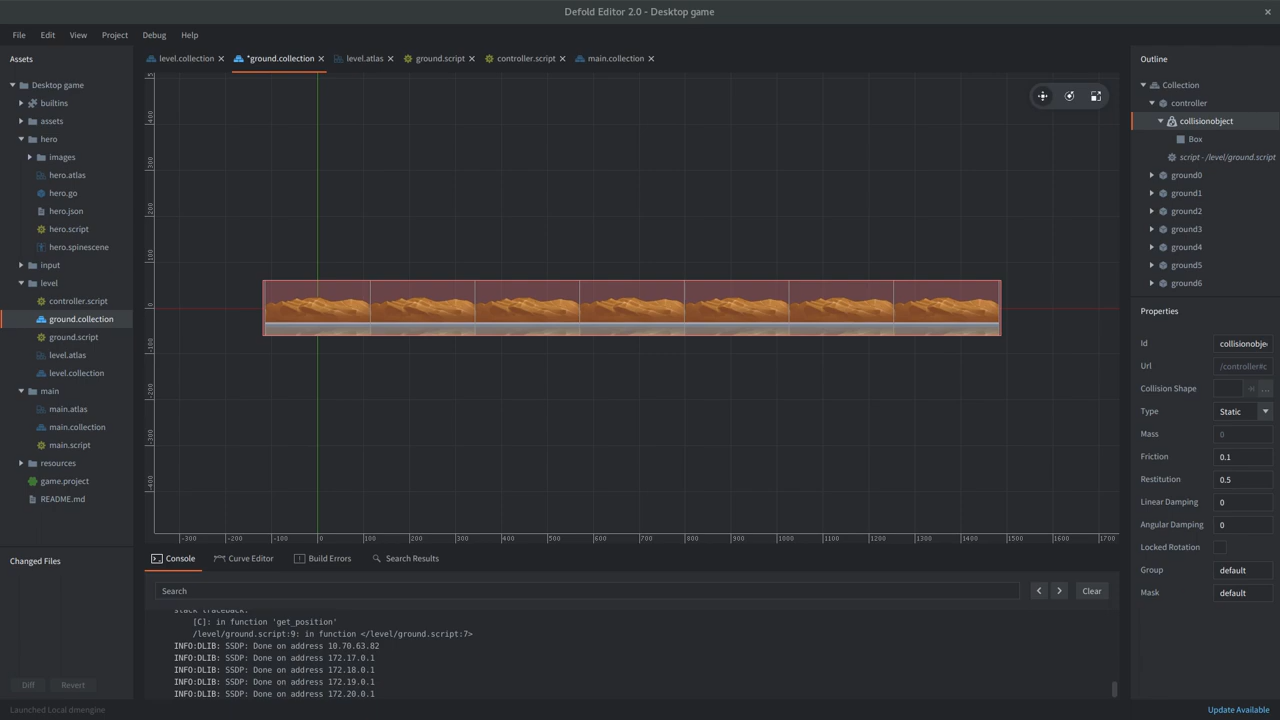 Defold Editor 2.0 - Desktop game
File Edit View Project Debug Help
Assets
Desktop game
builtins
assets
hero
images
hero.atlas
hero.go
hero.json
hero.script
hero.spinescene
input
level
controller.script
ground.collection
ground.script
level.atlas
level.collection
main
main.atlas
main.collection
main.script
resources
game.project
README.md
Changed Files
Diff Revert
Launched Local dmengine
level.collection *ground.collection level.atlas ground.script controller.script main.collection
400
300
200
100
0
-100
-200
-300
-400
-300 -200 -100 0 100 200 300 400 500 600 700 800 900 1000 1100 1200 1300 1400 1500 1600 1700
Console Curve Editor Build Errors Search Results
Search
Clear
stack traceback:
[C]: in function 'get_position'
/level/ground.script:9: in function </level/ground.script:7>
INFO:DLIB: SSDP: Done on address 10.70.63.82
INFO:DLIB: SSDP: Done on address 172.17.0.1
INFO:DLIB: SSDP: Done on address 172.18.0.1
INFO:DLIB: SSDP: Done on address 172.19.0.1
INFO:DLIB: SSDP: Done on address 172.20.0.1
Outline
Collection
controller
collisionobject
Box
script - /level/ground.script
ground0
ground1
ground2
ground3
ground4
ground5
ground6
Properties
Id collisionobje
Url /controller#c
Collision Shape ...
Type Static
Mass 0
Friction 0.1
Restitution 0.5
Linear Damping 0
Angular Damping 0
Locked Rotation
Group default
Mask default
Update Available